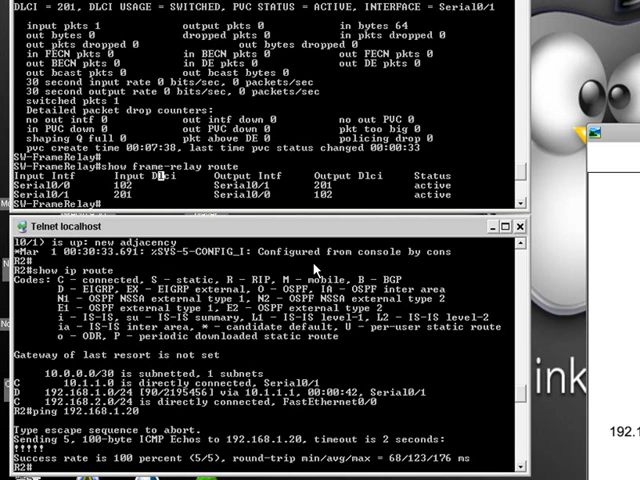 DLCI = 201, DLCI USAGE = SWITCHED, PVC STATUS = ACTIVE, INTERFACE = Serial0/1
input pkts 1 output pkts 0 in bytes 64
out bytes 0 dropped pkts 0 in pkts dropped 0
out pkts dropped 0 out bytes dropped 0
in FECN pkts 0 in BECN pkts 0 out FECN pkts 0
out BECN pkts 0 in DE pkts 0 out DE pkts 0
out bcast pkts 0 out bcast bytes 0
30 second input rate 0 bits/sec, 0 packets/sec
30 second output rate 0 bits/sec, 0 packets/sec
switched pkts 1
Detailed packet drop counters:
no out intf 0 out intf down 0 no out PVC 0
in PVC down 0 out PVC down 0 pkt too big 0
shaping Q full 0 pkt above DE 0 policing drop 0
pvc create time 00:07:38, last time pvc status changed 00:00:33
SW-FrameRelay#
SW-FrameRelay#show frame-relay route
Input Intf Input Dlci Output Intf Output Dlci Status
Serial0/0 102 Serial0/1 201 active
Serial0/1 201 Serial0/0 102 active
SW-FrameRelay#
Telnet localhost
l0/1) is up: new adjacency
*Mar 1 00:30:33.691: %SYS-5-CONFIG_I: Configured from console by cons
R2#
R2#show ip route
Codes: C - connected, S - static, R - RIP, M - mobile, B - BGP
D - EIGRP, EX - EIGRP external, O - OSPF, IA - OSPF inter area
N1 - OSPF NSSA external type 1, N2 - OSPF NSSA external type 2
E1 - OSPF external type 1, E2 - OSPF external type 2
i - IS-IS, su - IS-IS summary, L1 - IS-IS level-1, L2 - IS-IS level-2
ia - IS-IS inter area, * - candidate default, U - per-user static route
o - ODR, P - periodic downloaded static route
Gateway of last resort is not set
10.0.0.0/30 is subnetted, 1 subnets
C 10.1.1.0 is directly connected, Serial0/1
D 192.168.1.0/24 [90/2195456] via 10.1.1.1, 00:00:42, Serial0/1
C 192.168.2.0/24 is directly connected, FastEthernet0/0
R2#ping 192.168.1.20
Type escape sequence to abort.
Sending 5, 100-byte ICMP Echos to 192.168.1.20, timeout is 2 seconds:
!!!!!
Success rate is 100 percent (5/5), round-trip min/avg/max = 68/123/176 ms
R2#
ink
192.1